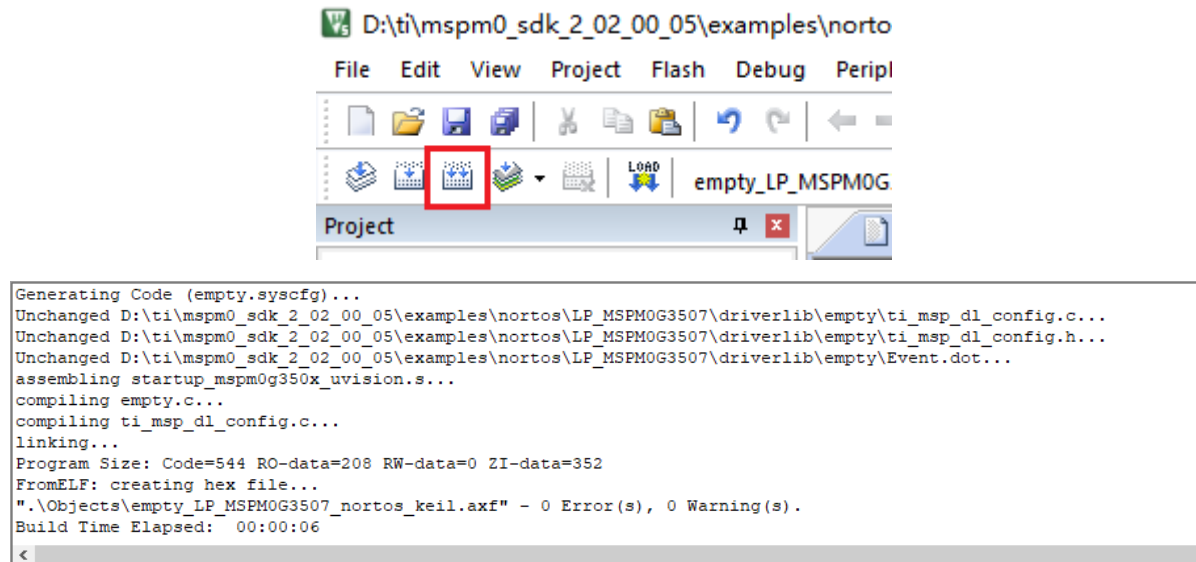 D:\ti\mspm0_sdk_2_02_00_05\examples\norto
File Edit View Project Flash Debug Peripl
LOAD
empty_LP_MSPM0G
Project
Generating Code (empty.syscfg)...
Unchanged D:\ti\mspm0_sdk_2_02_00_05\examples\nortos\LP_MSPM0G3507\driverlib\empty\ti_msp_dl_config.c...
Unchanged D:\ti\mspm0_sdk_2_02_00_05\examples\nortos\LP_MSPM0G3507\driverlib\empty\ti_msp_dl_config.h...
Unchanged D:\ti\mspm0_sdk_2_02_00_05\examples\nortos\LP_MSPM0G3507\driverlib\empty\Event.dot...
assembling startup_mspm0g350x_uvision.s...
compiling empty.c...
compiling ti_msp_dl_config.c...
linking...
Program Size: Code=544 RO-data=208 RW-data=0 ZI-data=352
FromELF: creating hex file...
".\Objects\empty_LP_MSPM0G3507_nortos_keil.axf" - 0 Error(s), 0 Warning(s).
Build Time Elapsed:  00:00:06